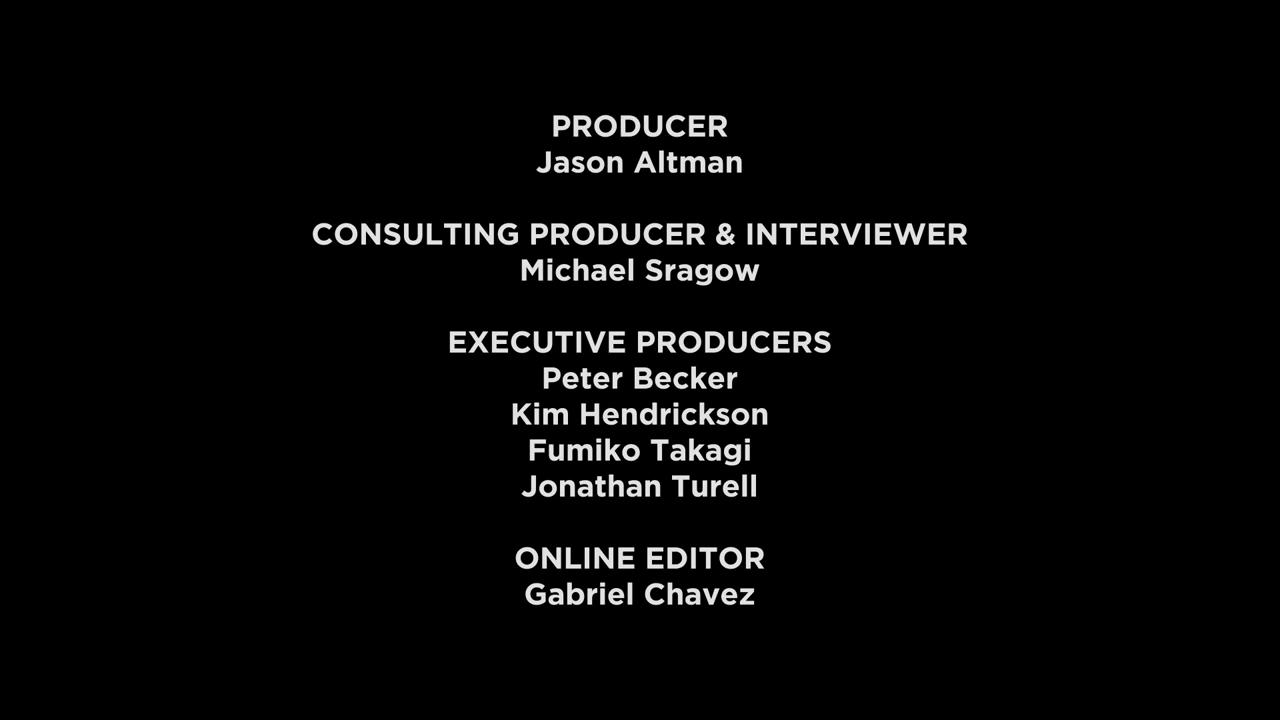 PRODUCER
Jason Altman
CONSULTING PRODUCER & INTERVIEWER
Michael Sragow
EXECUTIVE PRODUCERS
Peter Becker
Kim Hendrickson
Fumiko Takagi
Jonathan Turell
ONLINE EDITOR
Gabriel Chavez